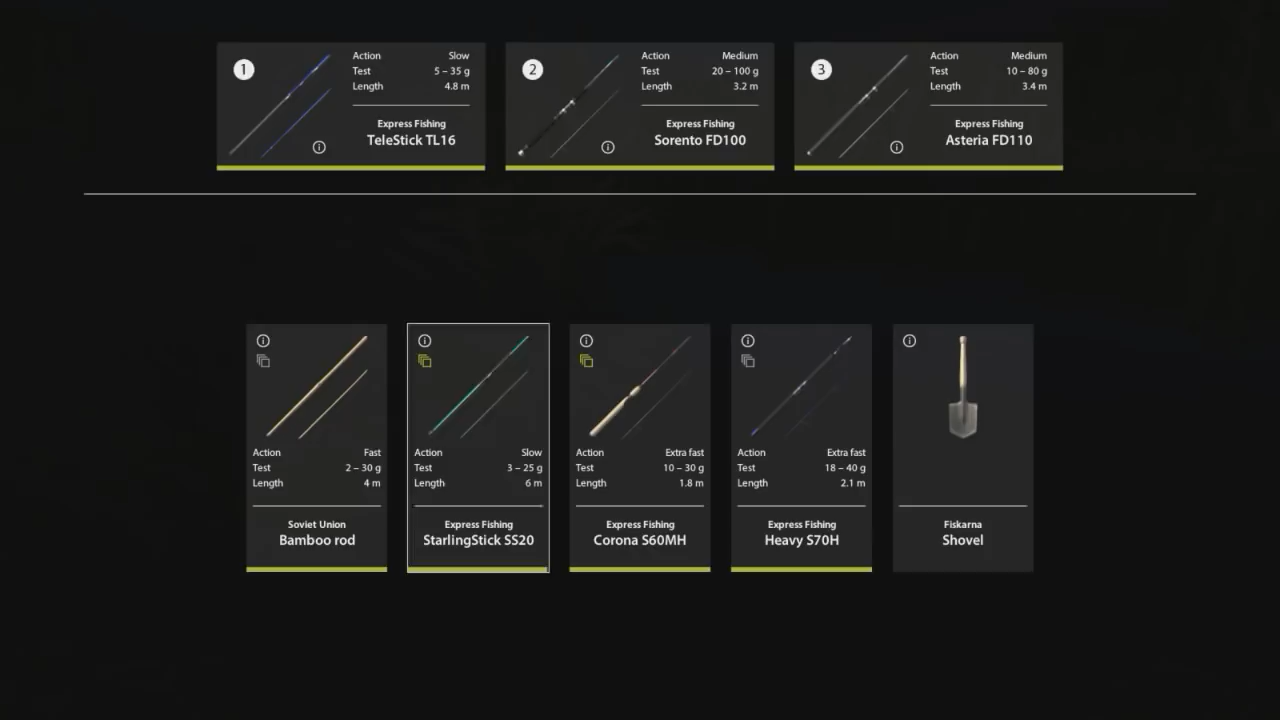 1
Action Slow
Test 5 – 35 g
Length 4.8 m
Express Fishing
TeleStick TL16
2
Action Medium
Test 20 – 100 g
Length 3.2 m
Express Fishing
Sorento FD100
3
Action Medium
Test 10 – 80 g
Length 3.4 m
Express Fishing
Asteria FD110
Action Fast
Test 2 – 30 g
Length 4 m
Soviet Union
Bamboo rod
Action Slow
Test 3 – 25 g
Length 6 m
Express Fishing
StarlingStick SS20
Action Extra fast
Test 10 – 30 g
Length 1.8 m
Express Fishing
Corona S60MH
Action Extra fast
Test 18 – 40 g
Length 2.1 m
Express Fishing
Heavy S70H
Fiskarna
Shovel